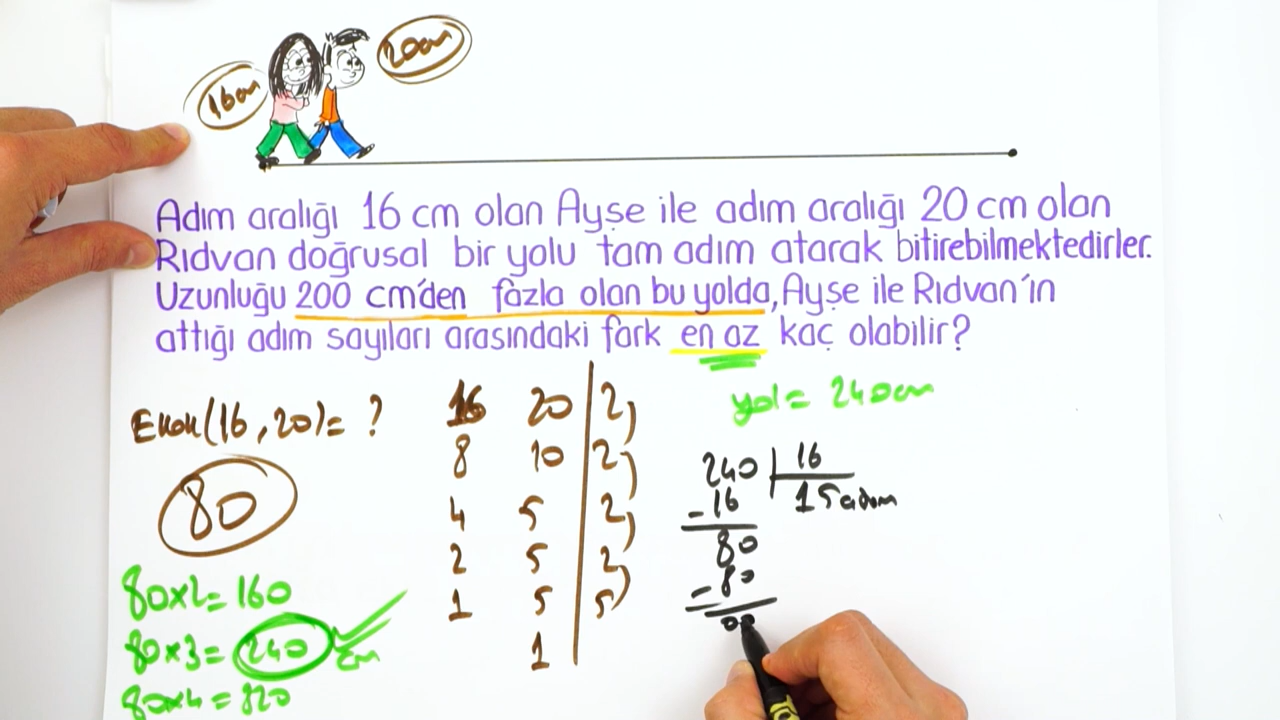 16cm
20cm
Adım aralığı 16 cm olan Ayşe ile adım aralığı 20 cm olan
Rıdvan doğrusal bir yolu tam adım atarak bitirebilmektedirler.
Uzunluğu 200 cm'den fazla olan bu yolda, Ayşe ile Rıdvan'ın
attığı adım sayıları arasındaki fark en az kaç olabilir?
Ekok(16,20)= ?
80
80x2=160
80x3=240
80x4=320
16 20 2
8 10 2
4 5 2
2 5 2
1 5 5
1
yol=240cm
240 16
-16 15 adım
80
-80
00